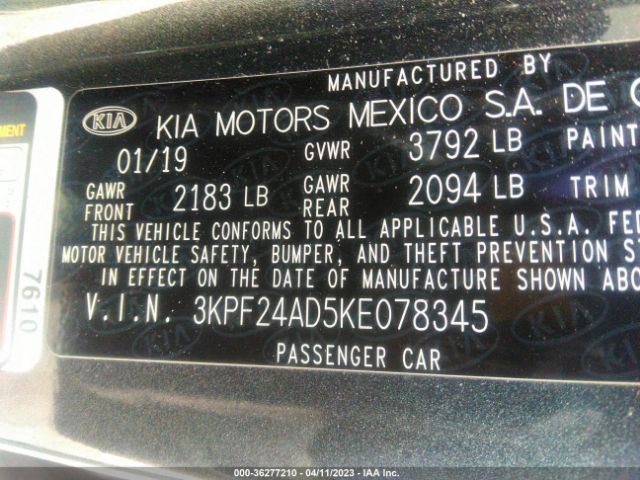 MANUFACTURED BY
KIA KIA MOTORS MEXICO S.A. DE
01/19 GVWR 3792 LB PAINT
GAWR FRONT 2183 LB GAWR REAR 2094 LB TRIM
THIS VEHICLE CONFORMS TO ALL APPLICABLE U.S.A. FE
MOTOR VEHICLE SAFETY, BUMPER, AND THEFT PREVENTION S
IN EFFECT ON THE DATE OF MANUFACTURE SHOWN ABO
V.I.N. 3KPF24AD5KE078345
PASSENGER CAR
7610
000-36277210 - 04/11/2023 - IAA Inc.